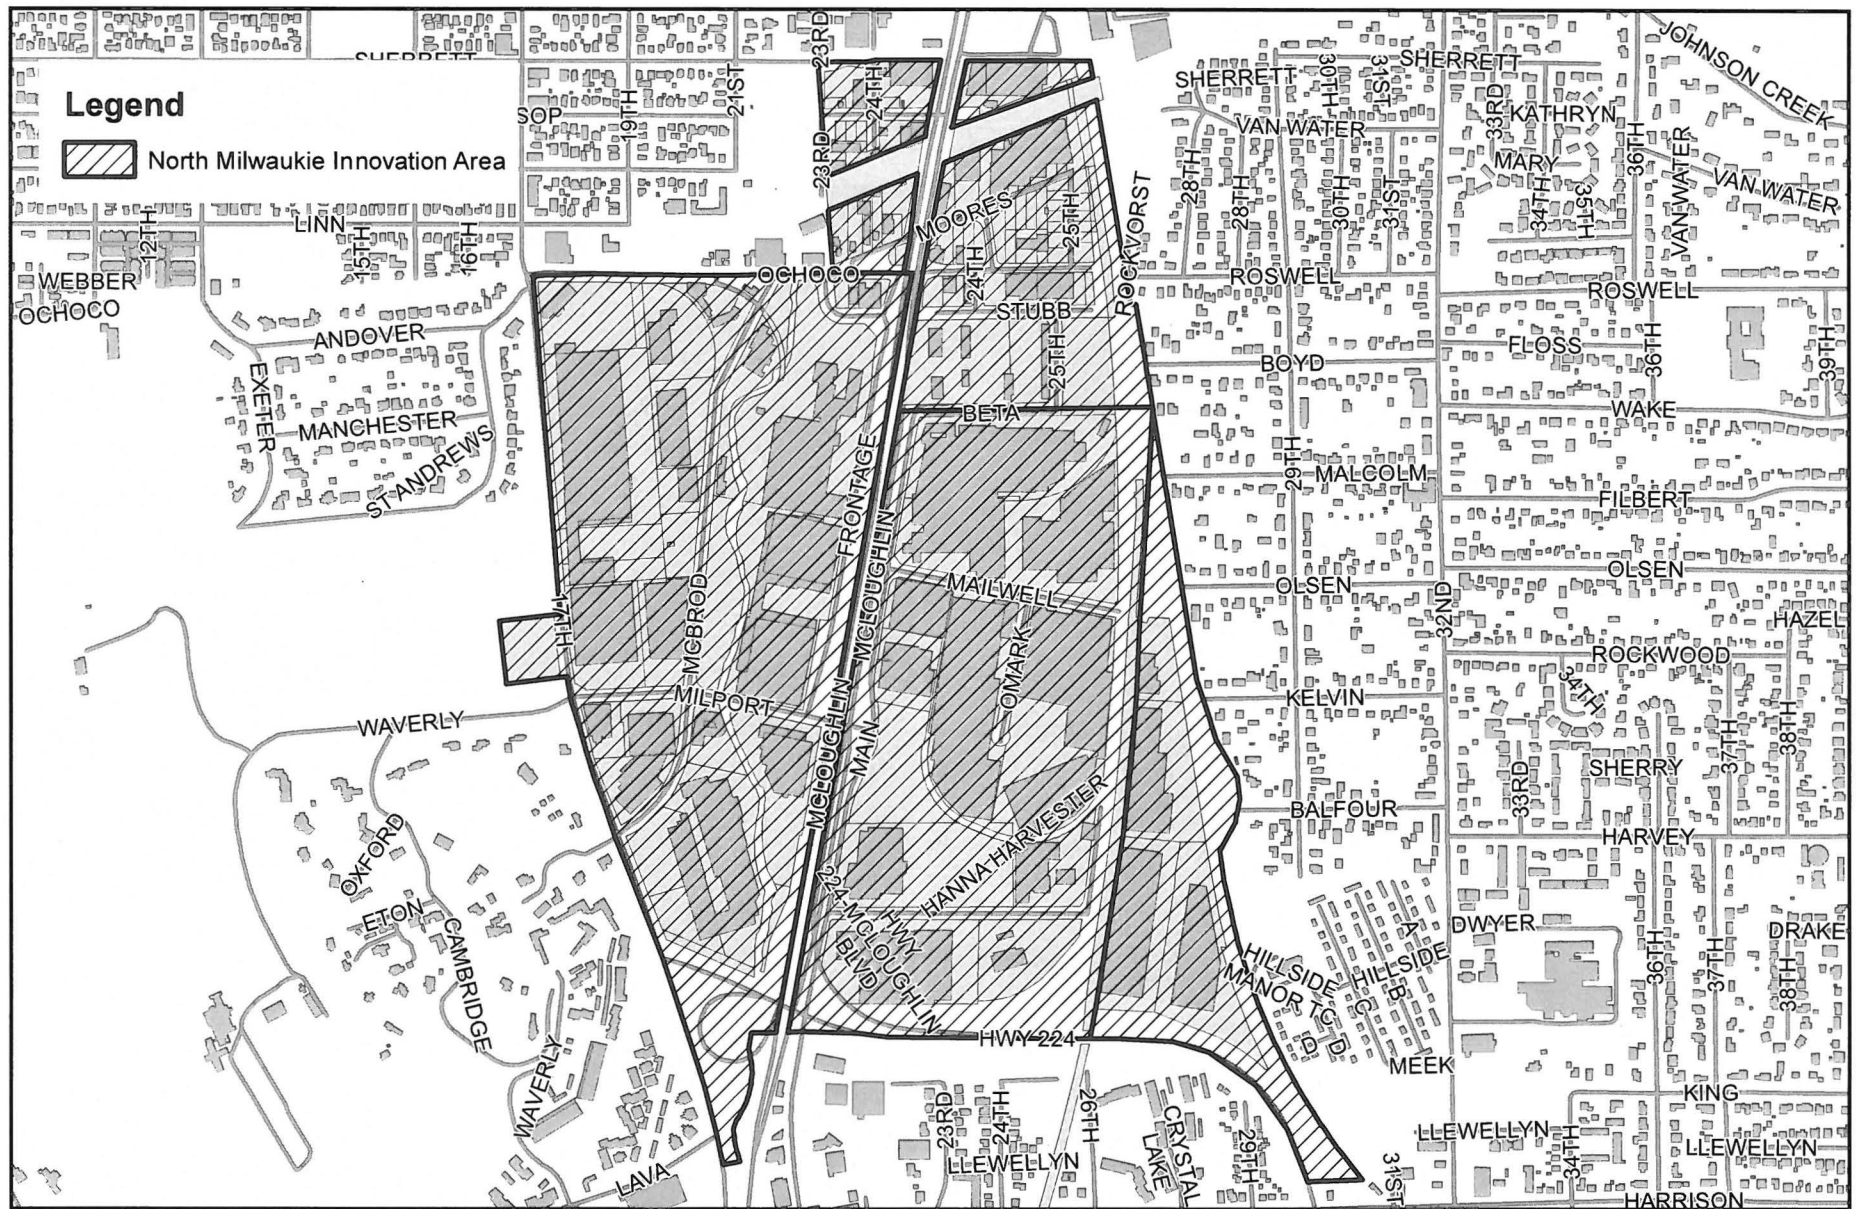 SHERRETT
23RD
Legend
North Milwaukie Innovation Area
SOP
19TH
21ST
24TH
23RD
SHERRETT
30TH
31ST
SHERRETT
JOHNSON CREEK
VAN WATER
33RD
KATHRYN
MARY
36TH
VAN WATER
VAN WATER
28TH
28TH
30TH
31ST
34TH
35TH
12TH
LINN
15TH
16TH
MOORES
25TH
ROCKVORST
WEBBER
OCHOCO
OCHOCO
24TH
STUBB
ROSWELL
ROSWELL
ANDOVER
25TH
BOYD
FLOSS
36TH
39TH
EXETER
MANCHESTER
ST ANDREWS
BETA
WAKE
FRONTAGE
29TH
MALCOLM
FILBERT
MCLOUGHLIN
MAILWELL
OLSEN
OLSEN
32ND
17TH
MCBROD
OMARK
HAZEL
ROCKWOOD
34TH
MILPORT
KELVIN
WAVERLY
MCLOUGHLIN
MAIN
37TH
38TH
33RD
SHERRY
HANNA HARVESTER
BALFOUR
HARVEY
OXFORD
ETON
CAMBRIDGE
224-MCLOUGHLIN
HWY
BLVD
MCLOUGHLIN
HILLSIDE
MANOR TC
D
D
C
HILLSIDE
A
B
DWYER
DRAKE
36TH
37TH
38TH
HWY 224
MEEK
WAVERLY
KING
23RD
24TH
26TH
CRYSTAL
LAKE
29TH
LLEWELLYN
LLEWELLYN
34TH
LLEWELLYN
LAVA
31ST
HARRISON